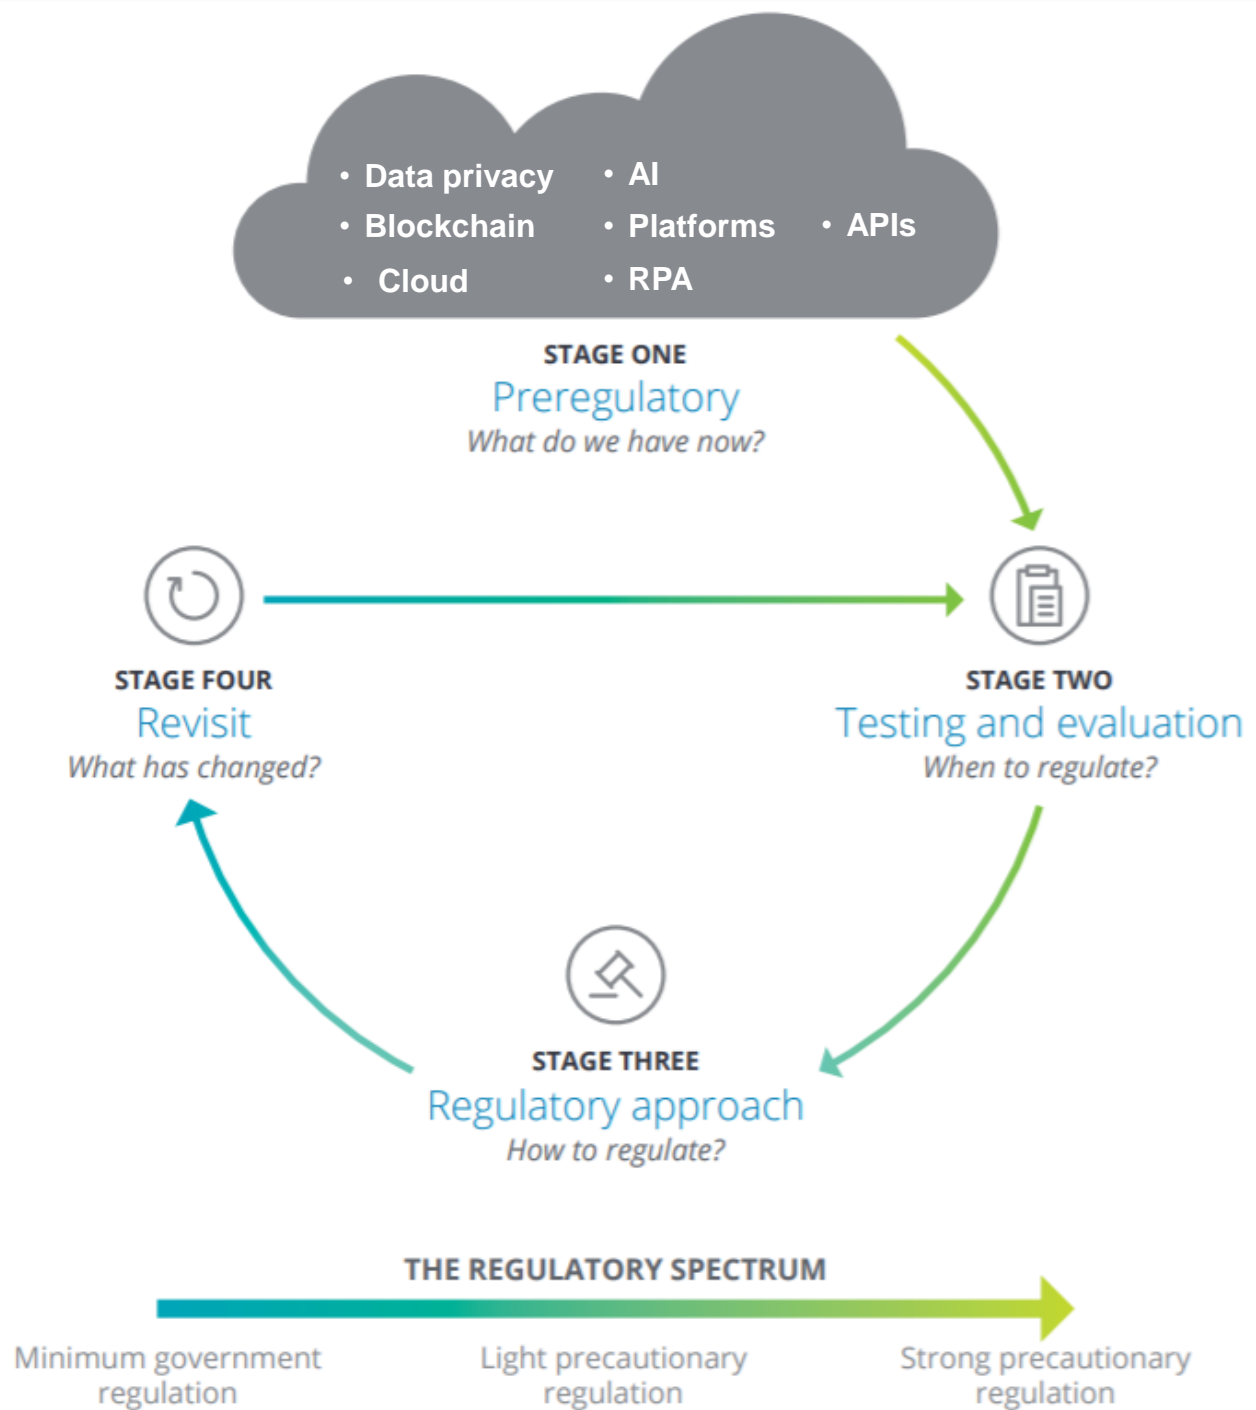 • Data privacy • AI
• Blockchain • Platforms • APIs
• Cloud • RPA
STAGE ONE
Preregulatory
What do we have now?
STAGE FOUR
Revisit
What has changed?
STAGE TWO
Testing and evaluation
When to regulate?
STAGE THREE
Regulatory approach
How to regulate?
THE REGULATORY SPECTRUM
Minimum government
regulation
Light precautionary
regulation
Strong precautionary
regulation